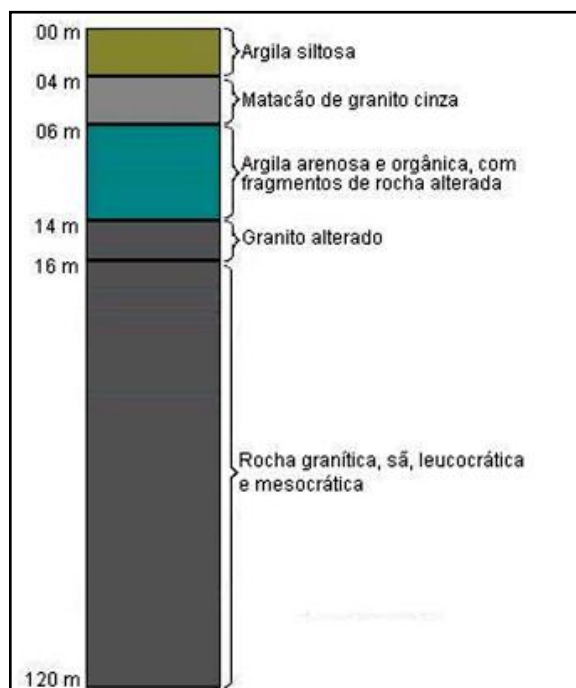 00 m
Argila siltosa
04 m
Matacão de granito cinza
06 m
Argila arenosa e orgânica, com
fragmentos de rocha alterada
14 m
Granito alterado
16 m
Rocha granítica, sã, leucocrática
e mesocrática
120 m